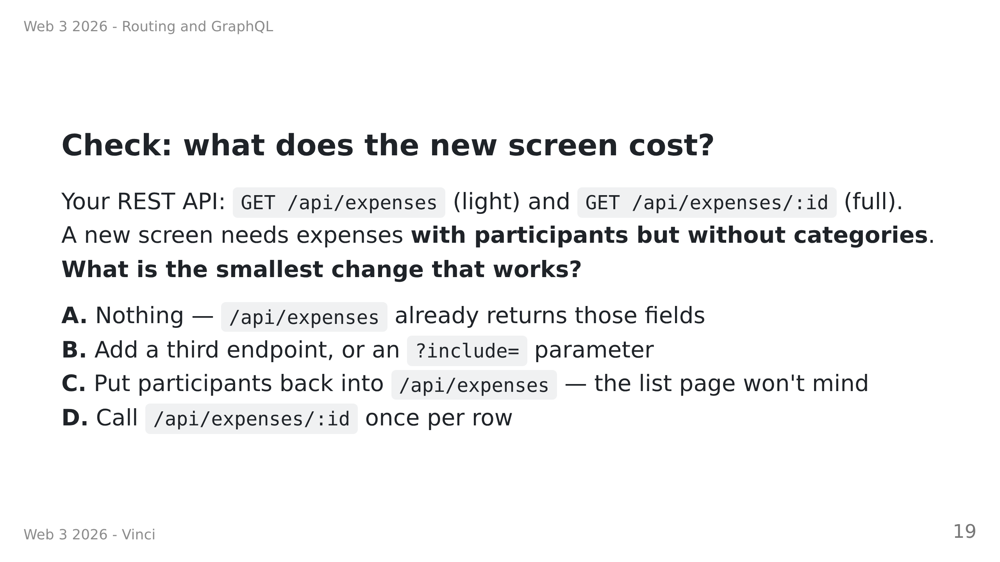 Web 3 2026 - Routing and GraphQL
Check: what does the new screen cost?
Your REST API: GET /api/expenses (light) and GET /api/expenses/:id (full).
A new screen needs expenses with participants but without categories.
What is the smallest change that works?
A. Nothing — /api/expenses already returns those fields
B. Add a third endpoint, or an ?include= parameter
C. Put participants back into /api/expenses — the list page won't mind
D. Call /api/expenses/:id once per row
Web 3 2026 - Vinci
19